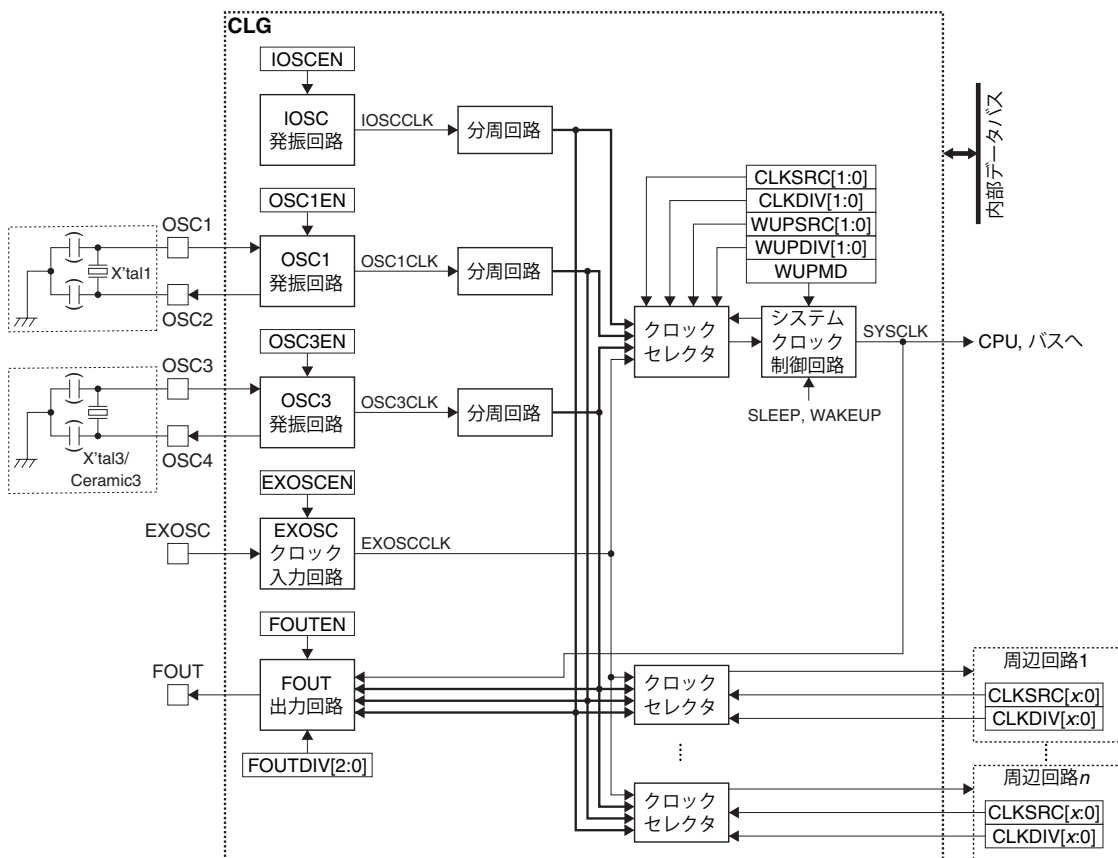 CLG
IOSCEN
IOSC
発振回路
IOSCCLK
分周回路
内部データバス
CLKSRC[1:0]
CLKDIV[1:0]
WUPSRC[1:0]
WUPDIV[1:0]
WUPMD
OSC1EN
OSC1
OSC1
発振回路
OSC1CLK
分周回路
X'tal1
OSC2
クロック
セレクタ
システム
クロック
制御回路
SYSCLK
CPU, バスへ
SLEEP, WAKEUP
OSC3EN
OSC3
OSC3
発振回路
OSC3CLK
分周回路
X'tal3/
Ceramic3
OSC4
EXOSCEN
EXOSC
EXOSC
クロック
入力回路
EXOSCCLK
FOUTEN
FOUT
FOUT
出力回路
FOUTDIV[2:0]
クロック
セレクタ
周辺回路1
CLKSRC[x:0]
CLKDIV[x:0]
クロック
セレクタ
周辺回路n
CLKSRC[x:0]
CLKDIV[x:0]